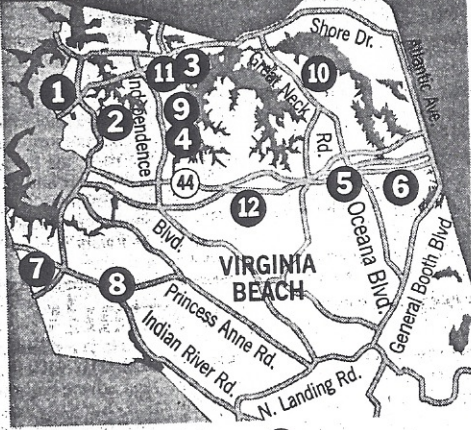 Shore Dr.
Atlantic Ave.
1
11
3
10
Great Neck
Rd.
2
Independence
Blvd.
9
4
44
5
6
12
Oceana Blvd.
General Booth Blvd.
VIRGINIA
BEACH
7
8
Princess Anne Rd.
Indian River Rd.
N. Landing Rd.